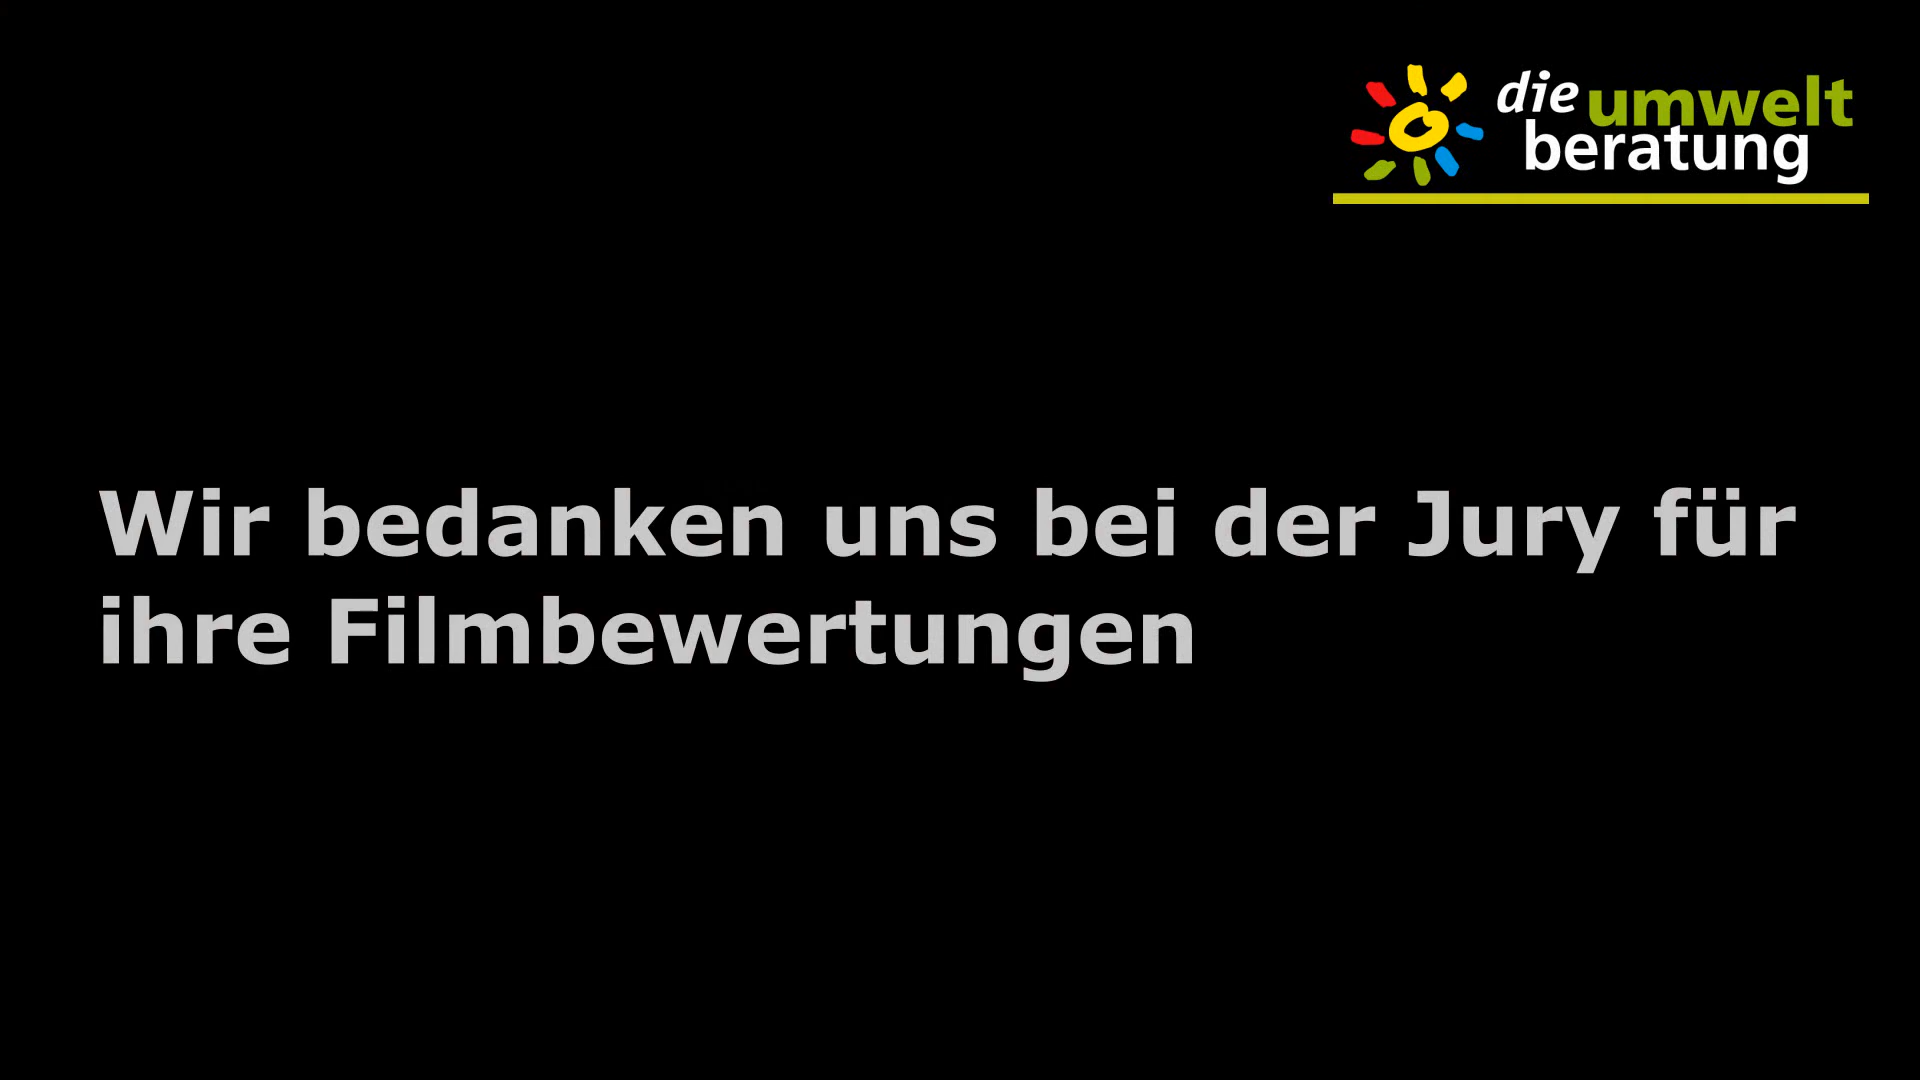 die umwelt
beratung
Wir bedanken uns bei der Jury für
ihre Filmbewertungen